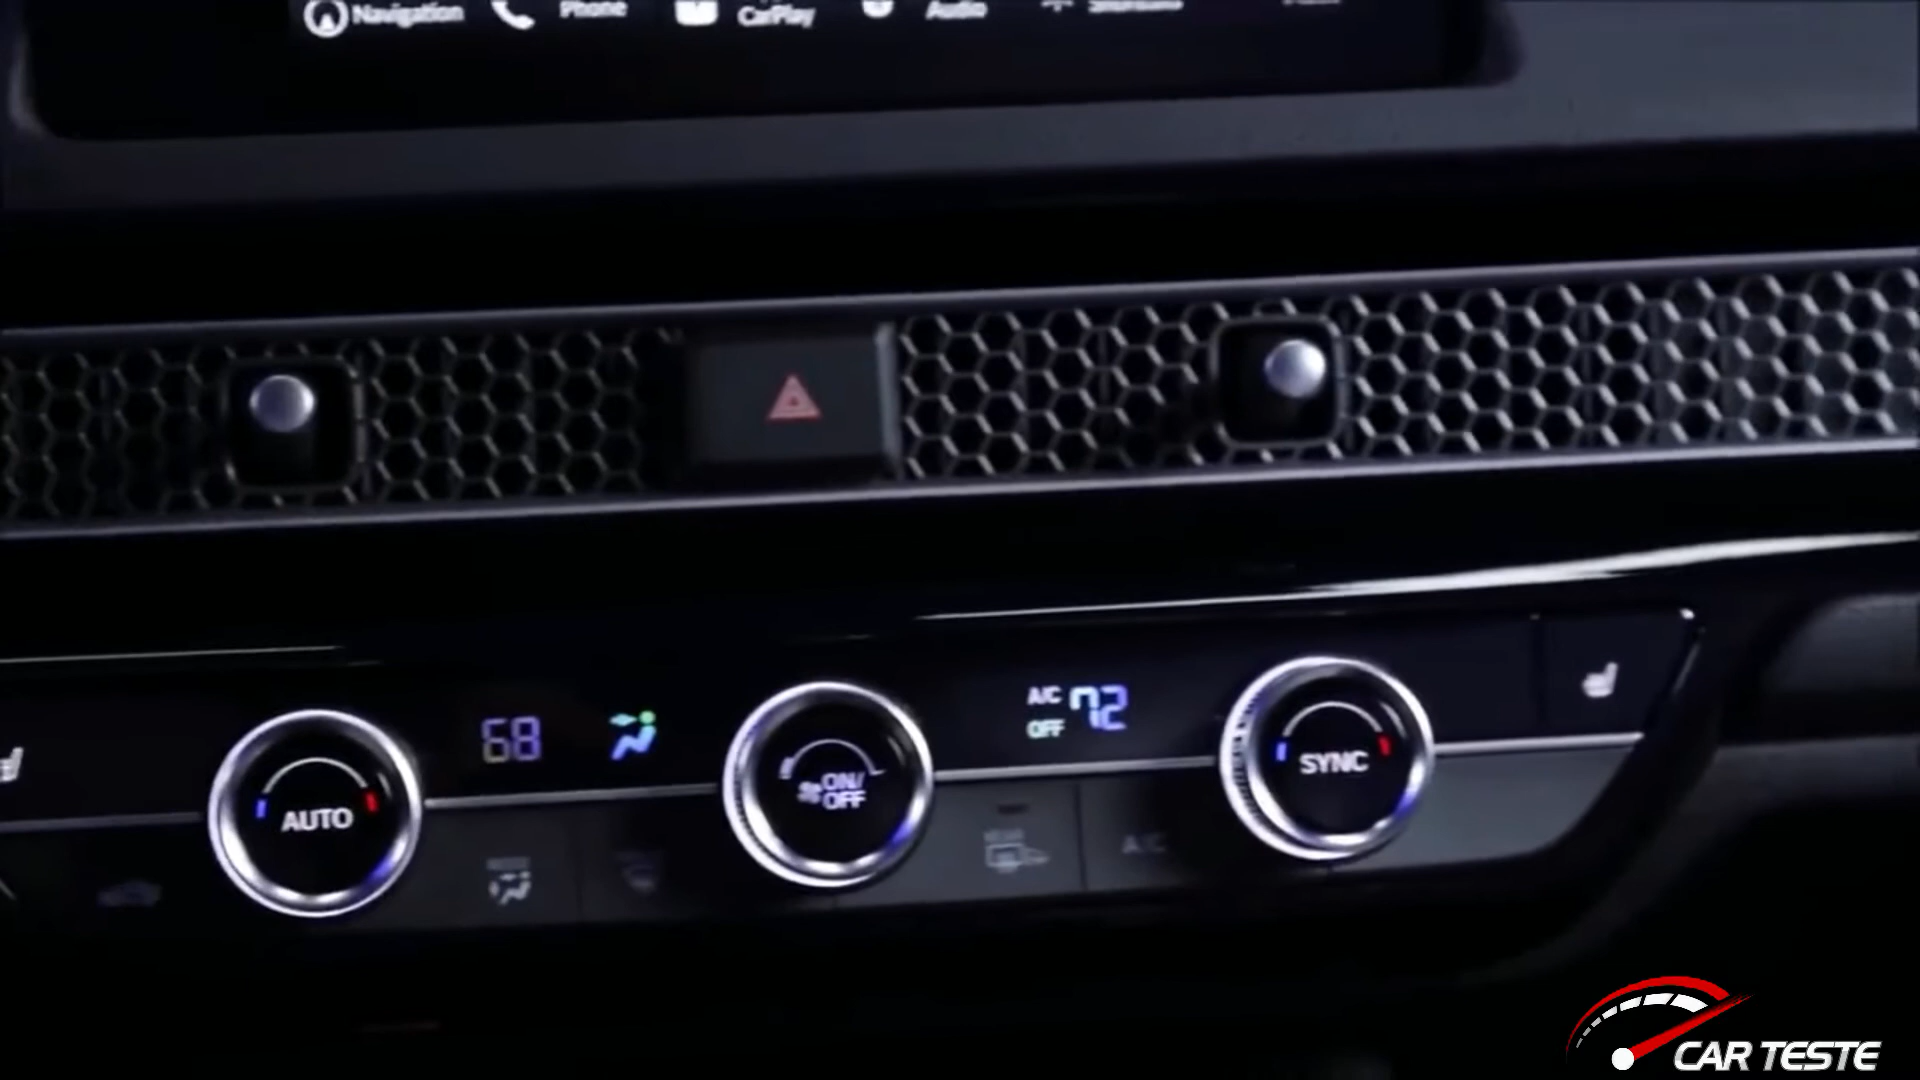 Navigation
Phone
CarPlay
Audio
68
A/C
OFF
72
AUTO
ON/
OFF
SYNC
A/C
CAR TESTE